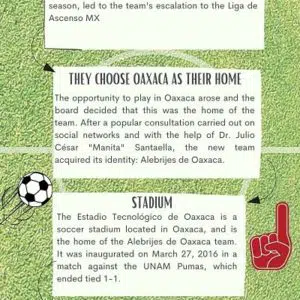 season, led to the team's escalation to the Liga de
Ascenso MX
THEY CHOOSE OAXACA AS THEIR HOME
The opportunity to play in Oaxaca arose and the
board decided that this was the home of the
team. After a popular consultation carried out on
social networks and with the help of Dr. Julio
César "Manita" Santaella, the new team
acquired its identity: Alebrijes de Oaxaca.
STADIUM
The Estadio Tecnológico de Oaxaca is a
soccer stadium located in Oaxaca, and is
the home of the Alebrijes de Oaxaca team.
It was inaugurated on March 27, 2016 in a
match against the UNAM Pumas, which
ended tied 1-1.